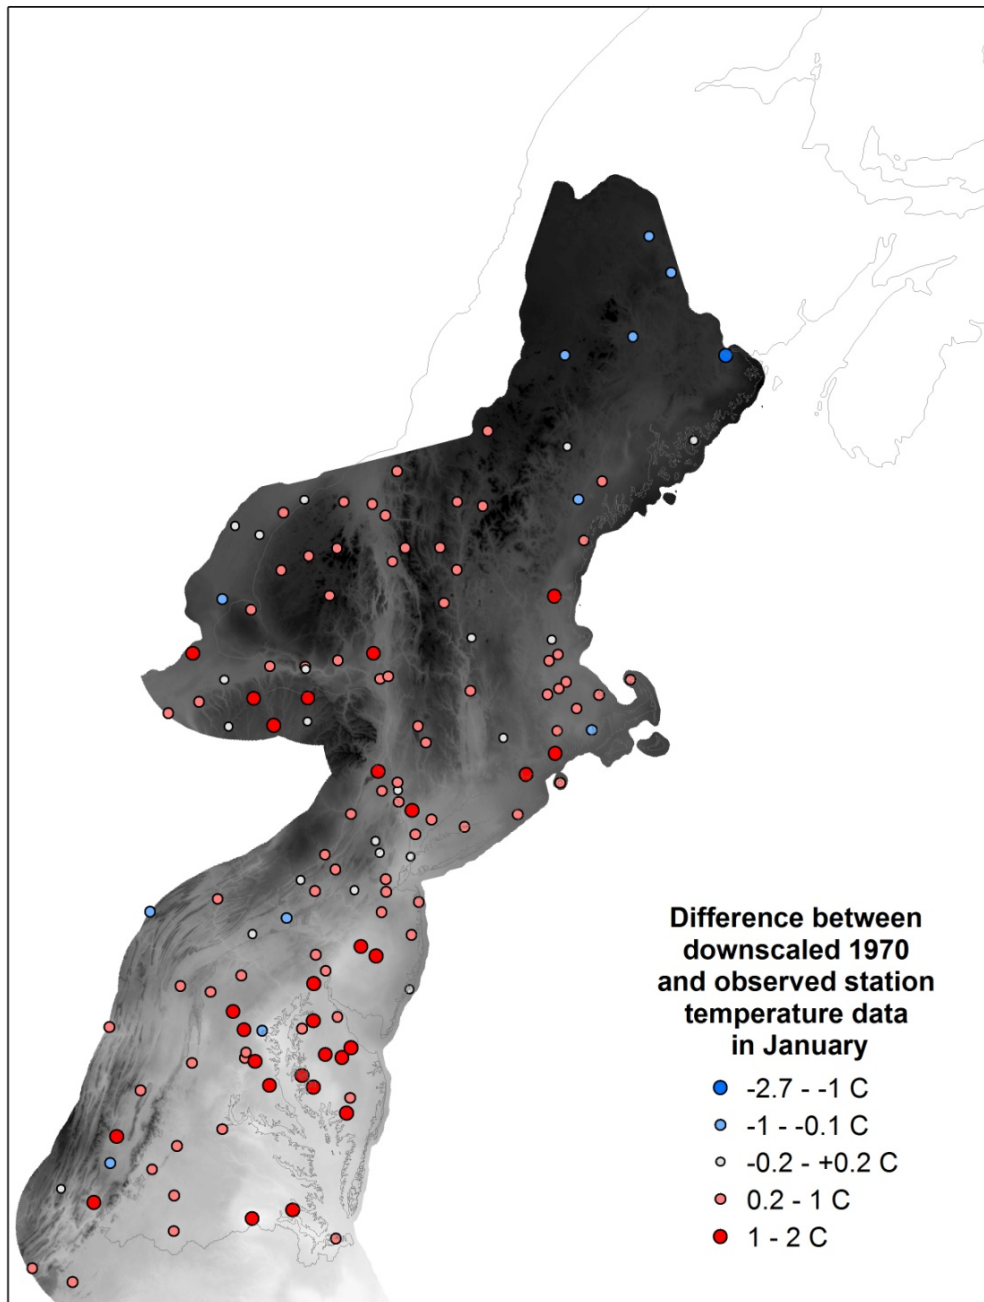 Difference between
downscaled 1970
and observed station
temperature data
in January
-2.7 - -1 C
-1 - -0.1 C
-0.2 - +0.2 C
0.2 - 1 C
1 - 2 C